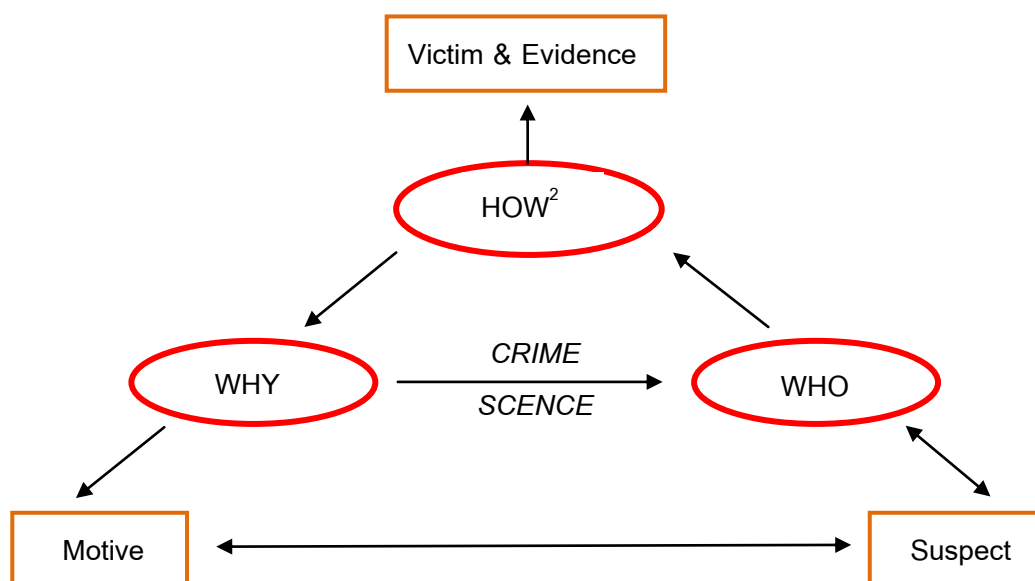 Victim & Evidence
HOW²
CRIME
WHY
WHO
SCENCE
Motive
Suspect